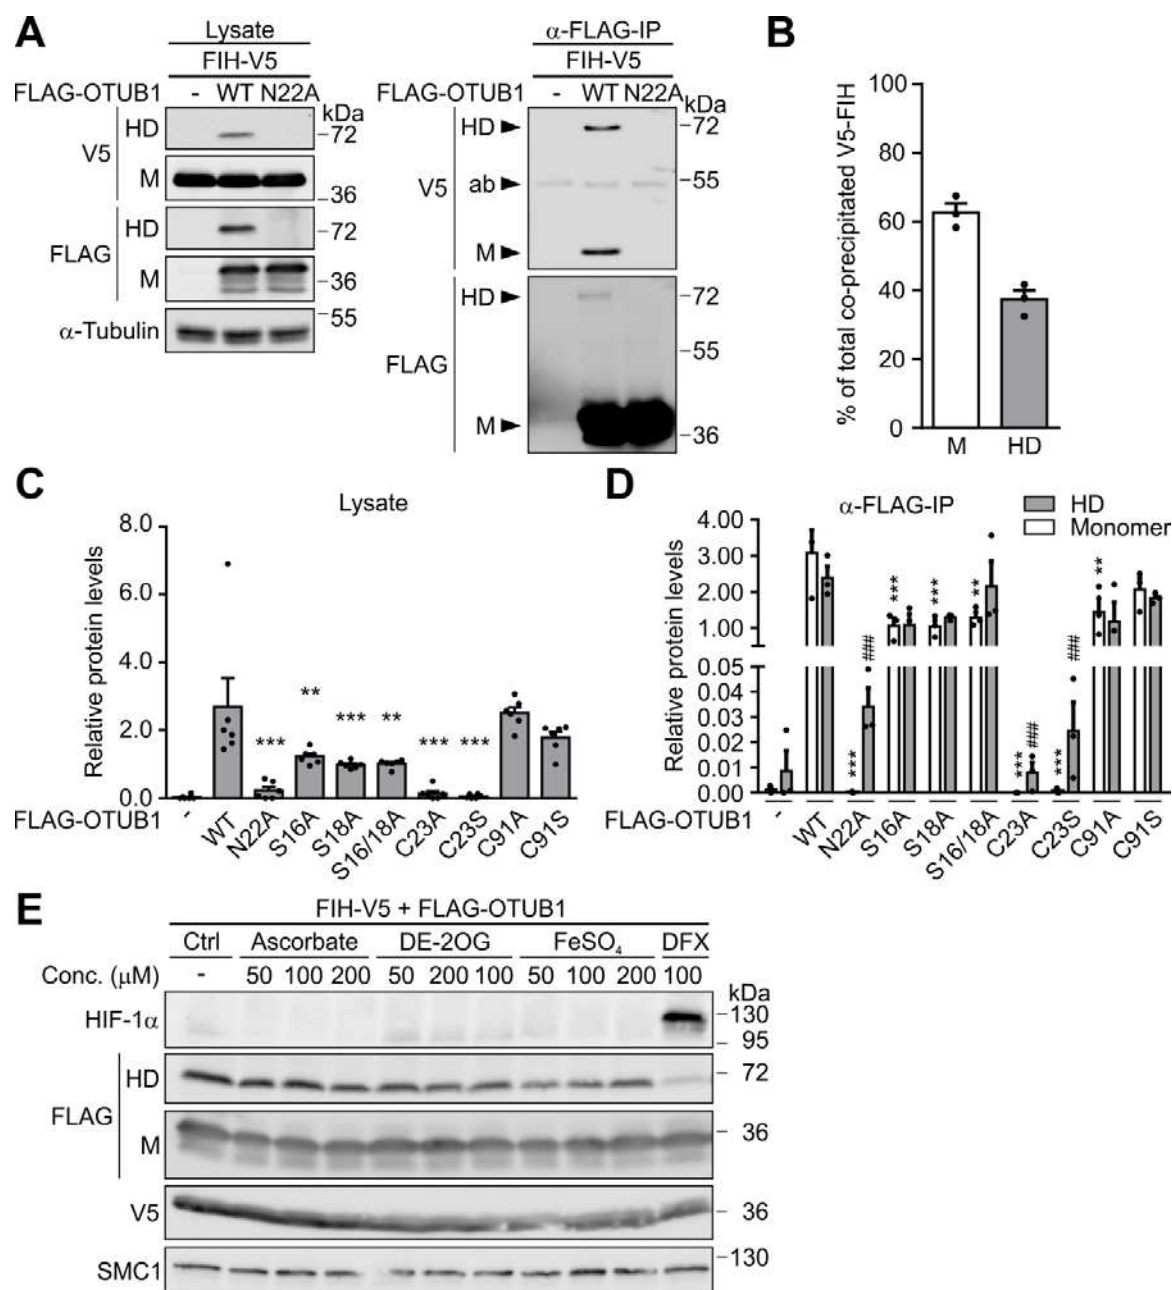 A
Lysate
FIH-V5
FLAG-OTUB1 - WT N22A
kDa
V5
HD
72
M
36
FLAG
HD
72
M
36
55
α-Tubulin
α-FLAG-IP
FIH-V5
FLAG-OTUB1 - WT N22A
kDa
HD
72
V5
ab
55
M
HD
72
55
FLAG
M
36
B
% of total co-precipitated V5-FIH
100
80
60
40
20
0
M HD
C
Lysate
Relative protein levels
8.0
6.0
4.0
2.0
0.0
*** ** *** ** *** ***
FLAG-OTUB1
- WT N22A S16A S18A S16/18A C23A C23S C91A C91S
D
α-FLAG-IP
HD
Monomer
Relative protein levels
4.00
3.00
2.00
1.00
0.05
0.04
0.03
0.02
0.01
0.00
*** ### *** *** ** *** ### *** ### **
FLAG-OTUB1
- WT N22A S16A S18A S16/18A C23A C23S C91A C91S
E
FIH-V5 + FLAG-OTUB1
Ctrl Ascorbate DE-2OG FeSO₄ DFX
Conc. (μM) - 50 100 200 50 200 100 50 100 200 100
kDa
HIF-1α
130
95
FLAG
HD
72
M
36
V5
36
SMC1
130